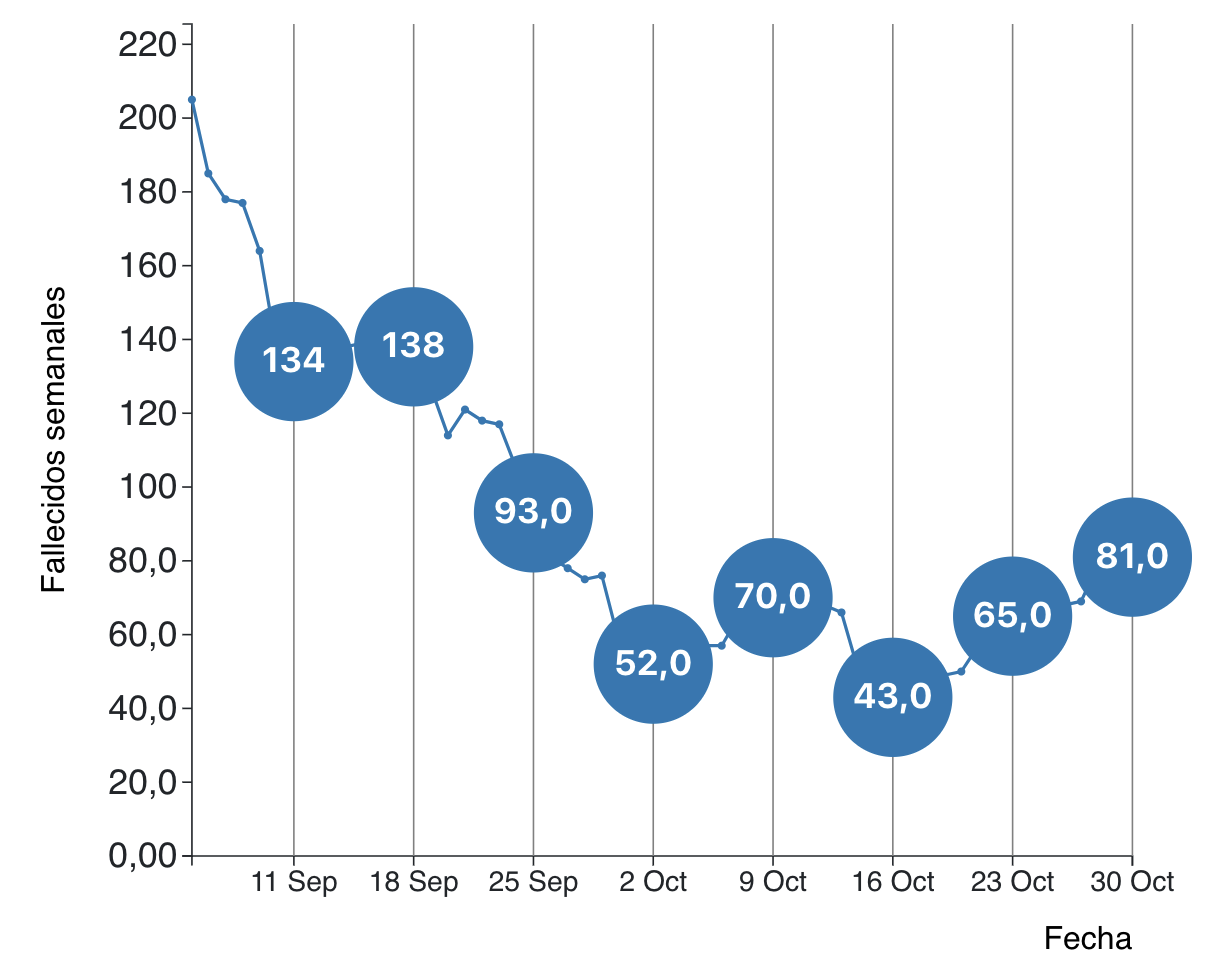 220
200
180
160
140
120
100
80,0
60,0
40,0
20,0
0,00
Fallecidos semanales
134
138
93,0
52,0
70,0
43,0
65,0
81,0
11 Sep
18 Sep
25 Sep
2 Oct
9 Oct
16 Oct
23 Oct
30 Oct
Fecha